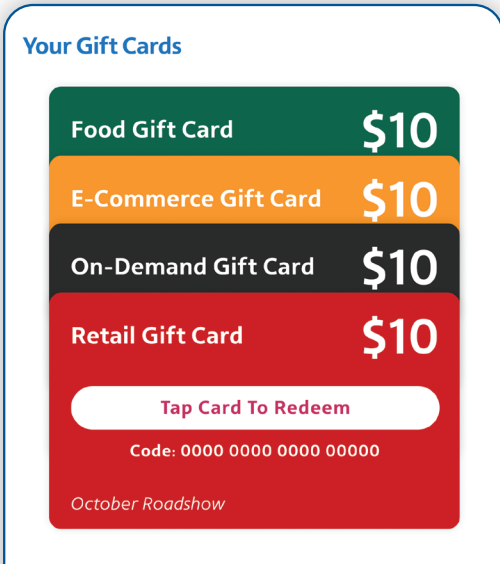 Your Gift Cards
Food Gift Card $10
E-Commerce Gift Card $10
On-Demand Gift Card $10
Retail Gift Card $10
Tap Card To Redeem
Code: 0000 0000 0000 00000
October Roadshow